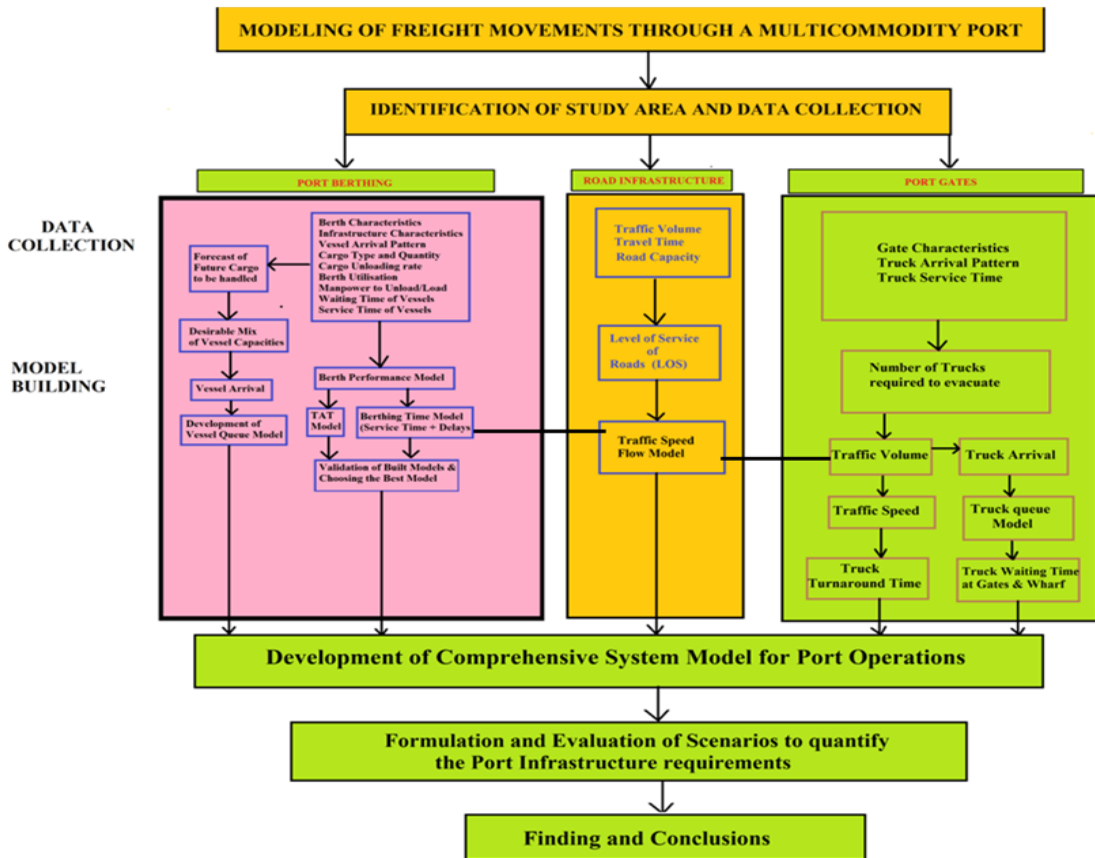 MODELING OF FREIGHT MOVEMENTS THROUGH A MULTICOMMODITY PORT
IDENTIFICATION OF STUDY AREA AND DATA COLLECTION
PORT BERTHING
ROAD INFRASTRUCTURE
PORT GATES
DATA
COLLECTION
MODEL
BUILDING
Forecast of
Future Cargo
to be handled
Berth Characteristics
Infrastructure Characteristics
Vessel Arrival Pattern
Cargo Type and Quantity
Cargo Unloading rate
Berth Utilisation
Manpower to Unload/Load
Waiting Time of Vessels
Service Time of Vessels
Desirable Mix
of Vessel Capacities
Vessel Arrival
Development of
Vessel Queue Model
Berth Performance Model
TAT
Model
Berthing Time Model
(Service Time + Delays
Validation of Built Models &
Choosing the Best Model
Traffic Volume
Travel Time
Road Capacity
Level of Service
of
Roads (LOS)
Traffic Speed
Flow Model
Gate Characteristics
Truck Arrival Pattern
Truck Service Time
Number of Trucks
required to evacuate
Traffic Volume
Truck Arrival
Traffic Speed
Truck queue
Model
Truck
Turnaround Time
Truck Waiting Time
at Gates & Wharf
Development of Comprehensive System Model for Port Operations
Formulation and Evaluation of Scenarios to quantify
the Port Infrastructure requirements
Finding and Conclusions